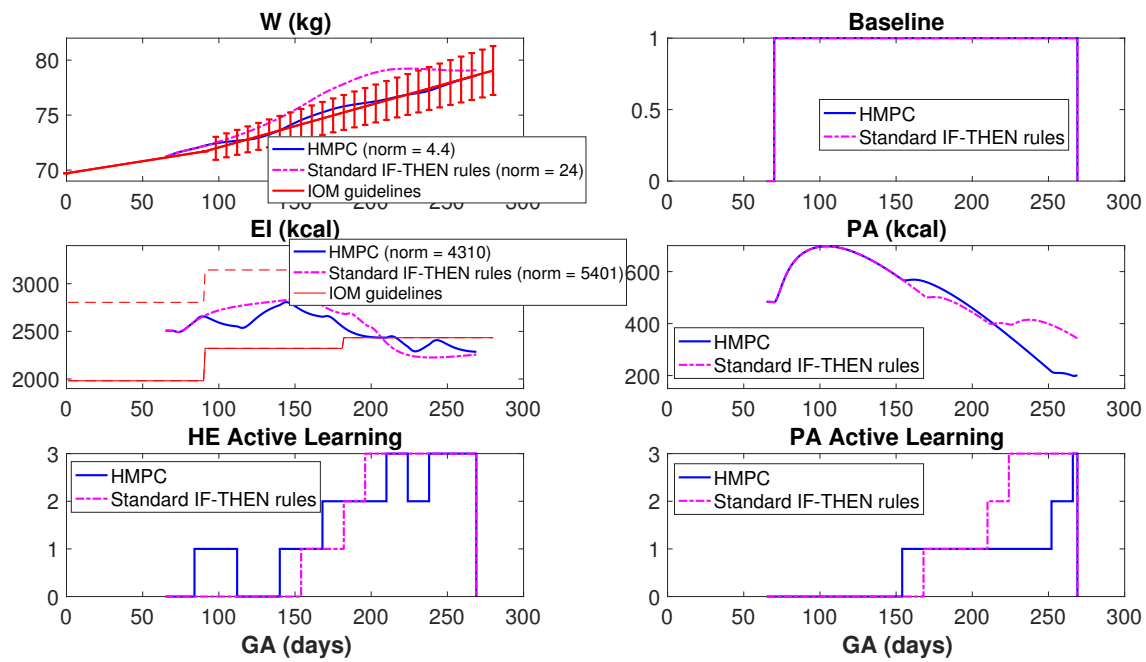 W (kg)
80
75
70
0 50 100 150 200 250 300
HMPC (norm = 4.4)
Standard IF-THEN rules (norm = 24)
IOM guidelines
Baseline
1
0.5
0
0 50 100 150 200 250 300
HMPC
Standard IF-THEN rules
EI (kcal)
3000
2500
2000
0 50 100 150 200 250 300
HMPC (norm = 4310)
Standard IF-THEN rules (norm = 5401)
IOM guidelines
PA (kcal)
600
400
200
0 50 100 150 200 250 300
HMPC
Standard IF-THEN rules
HE Active Learning
3
2
1
0
0 50 100 150 200 250 300
HMPC
Standard IF-THEN rules
GA (days)
PA Active Learning
3
2
1
0
0 50 100 150 200 250 300
HMPC
Standard IF-THEN rules
GA (days)